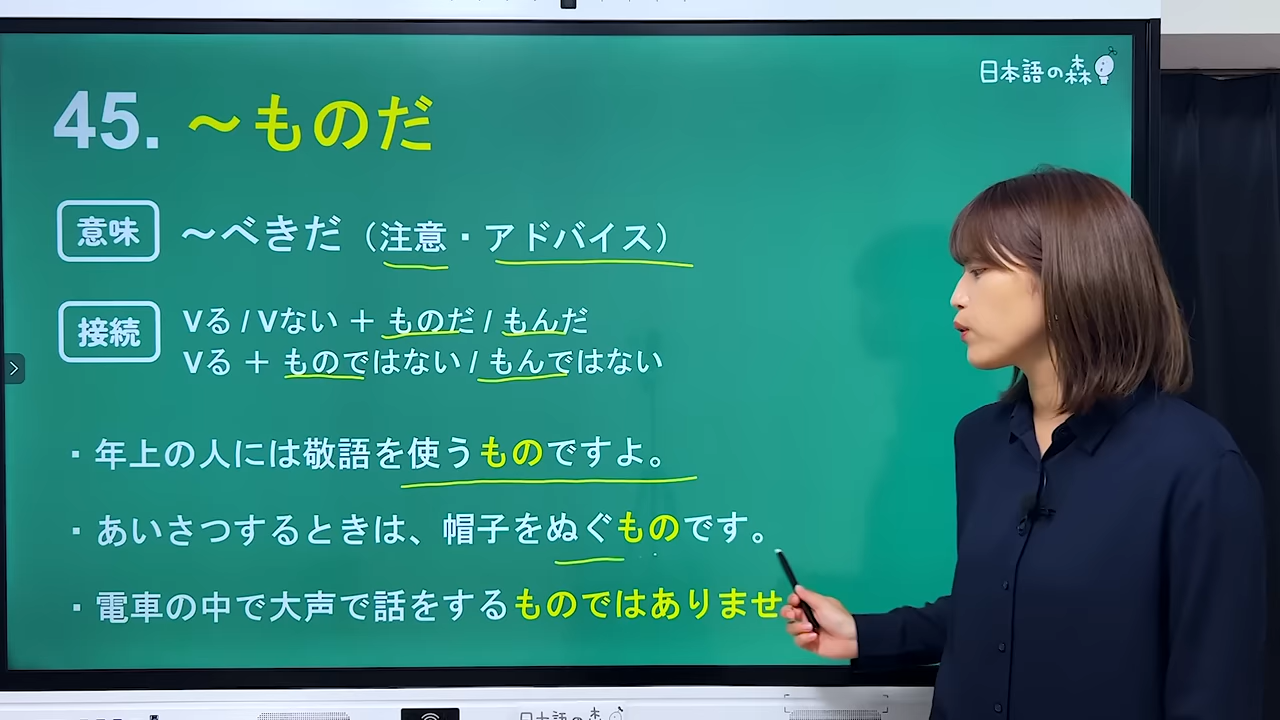 日本語の森
45. ～ものだ
意味 ～べきだ（注意・アドバイス）
接続 Vる / Vない ＋ ものだ / もんだ
Vる ＋ ものではない / もんではない
・年上の人には敬語を使うものですよ。
・あいさつするときは、帽子をぬぐものです。
・電車の中で大声で話をするものではありませ
日本語の森